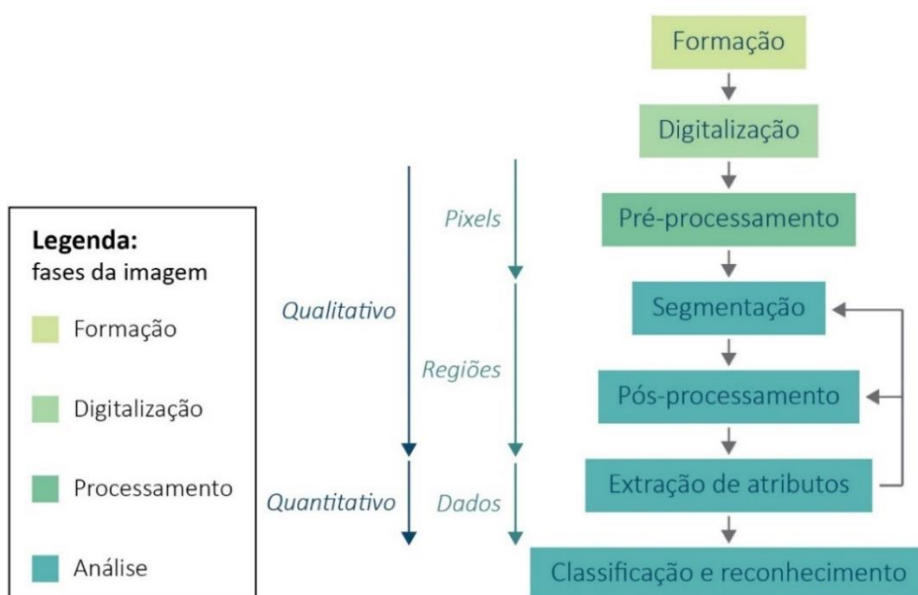 Legenda:
fases da imagem
Formação
Digitalização
Processamento
Análise
Qualitativo
Quantitativo
Pixels
Regiões
Dados
Formação
Digitalização
Pré-processamento
Segmentação
Pós-processamento
Extração de atributos
Classificação e reconhecimento